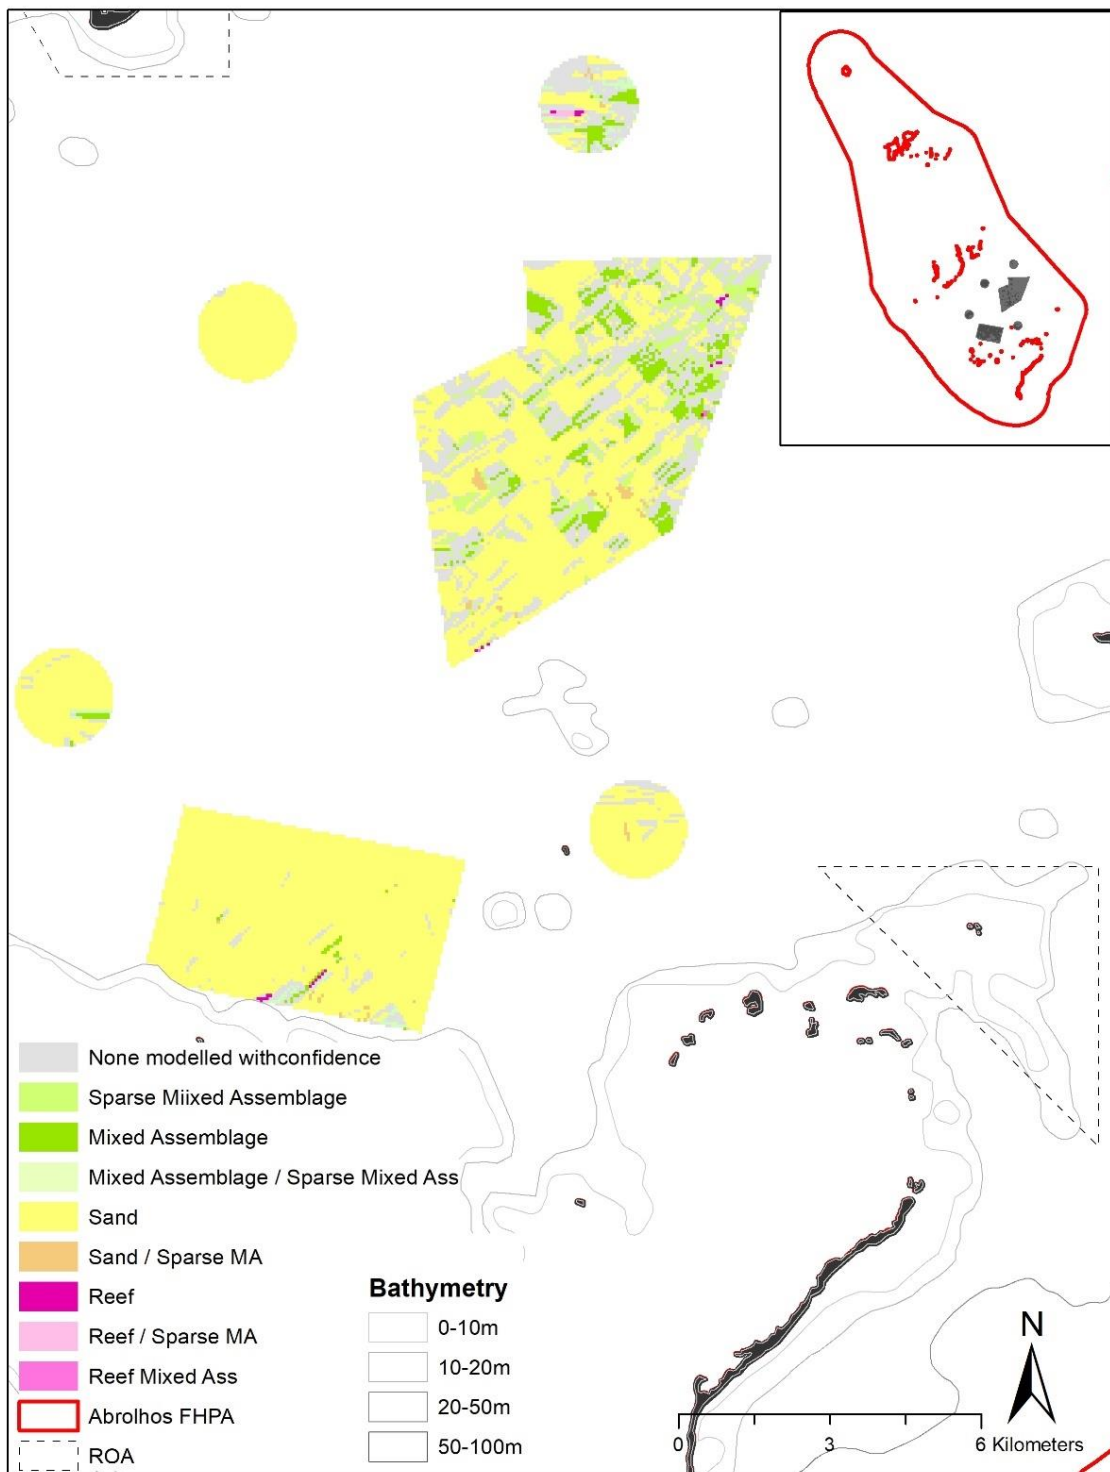 None modelled withconfidence
Sparse Miixed Assemblage
Mixed Assemblage
Mixed Assemblage / Sparse Mixed Ass
Sand
Sand / Sparse MA
Reef
Reef / Sparse MA
Reef Mixed Ass
Abrolhos FHPA
ROA
Bathymetry
0-10m
10-20m
20-50m
50-100m
N
0 3 6 Kilometers